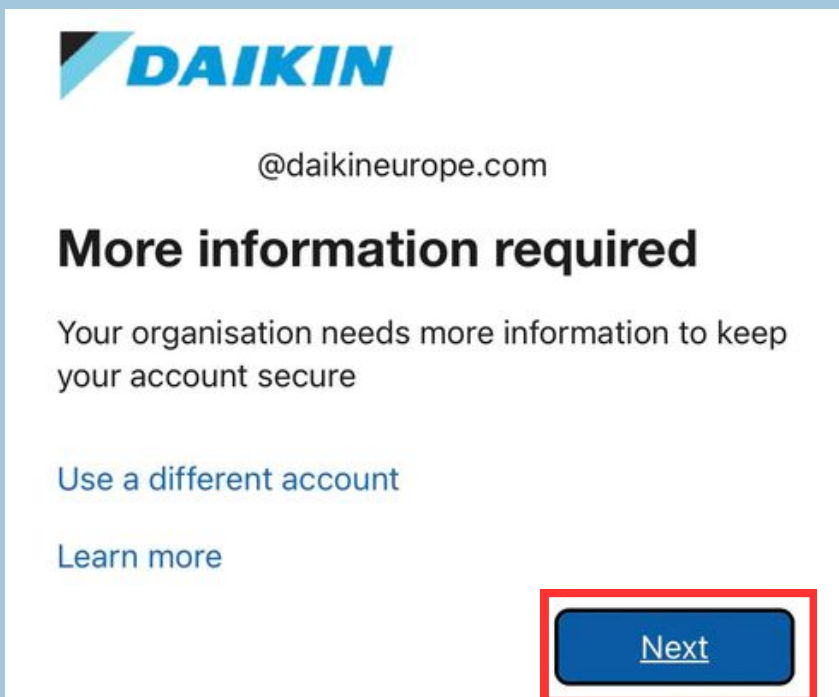 DAIKIN
@daikineurope.com
More information required
Your organisation needs more information to keep
your account secure
Use a different account
Learn more
Next